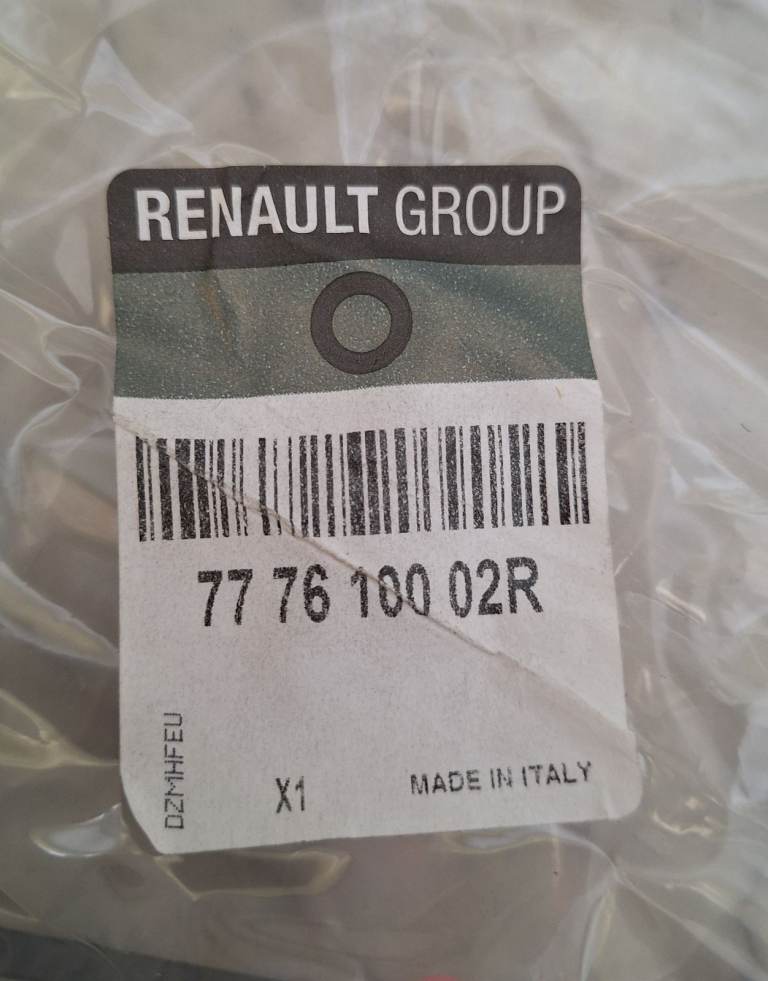 RENAULT GROUP
77 76 100 02R
DZMHFEU
X1
MADE IN ITALY